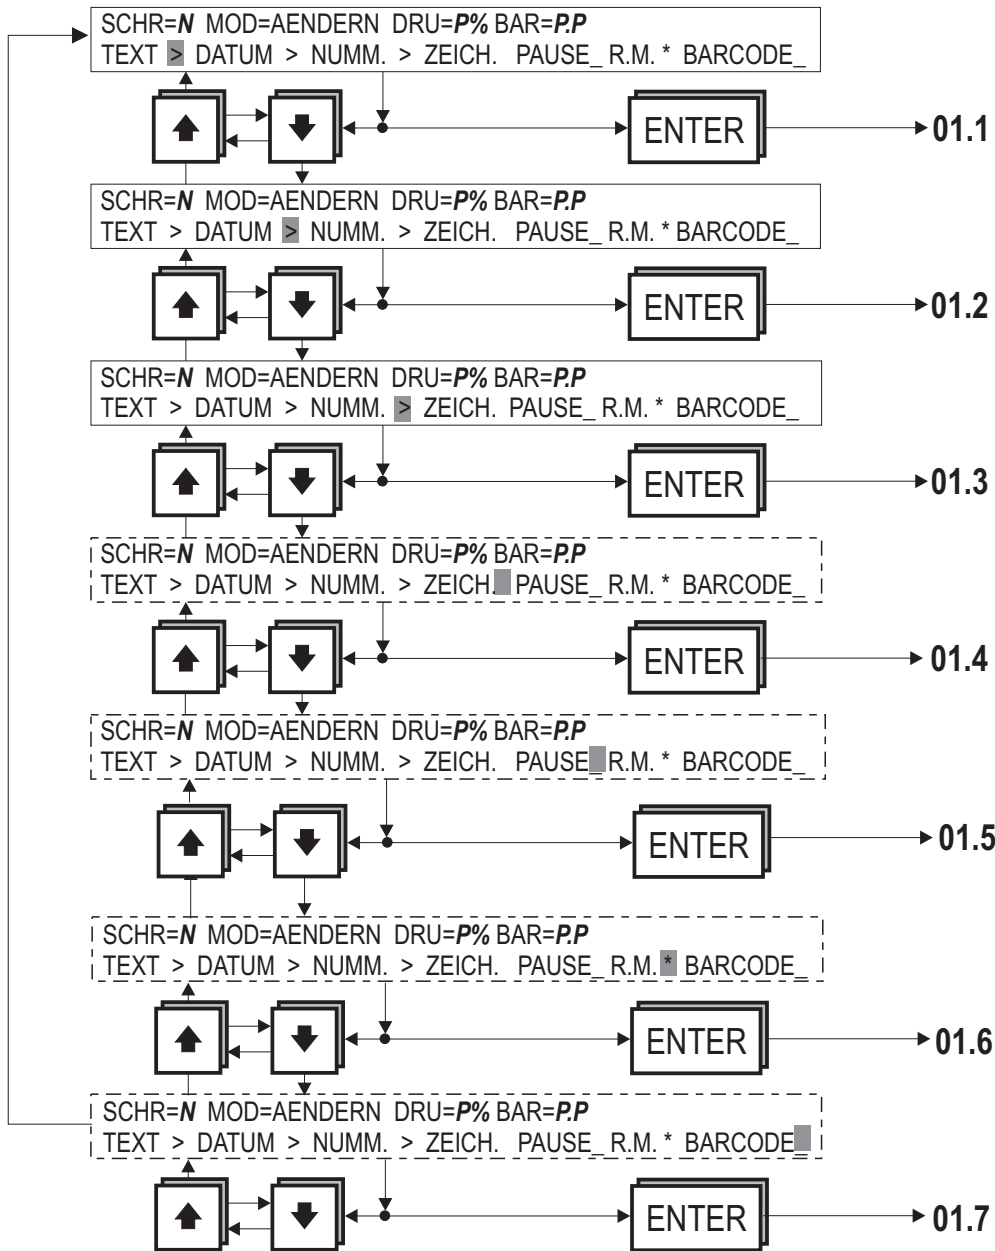 SCHR=N MOD=AENDERN DRU=P% BAR=P.P
TEXT > DATUM > NUMM. > ZEICH. PAUSE_ R.M. * BARCODE_
ENTER 01.1
SCHR=N MOD=AENDERN DRU=P% BAR=P.P
TEXT > DATUM > NUMM. > ZEICH. PAUSE_ R.M. * BARCODE_
ENTER 01.2
SCHR=N MOD=AENDERN DRU=P% BAR=P.P
TEXT > DATUM > NUMM. > ZEICH. PAUSE_ R.M. * BARCODE_
ENTER 01.3
SCHR=N MOD=AENDERN DRU=P% BAR=P.P
TEXT > DATUM > NUMM. > ZEICH. PAUSE_ R.M. * BARCODE_
ENTER 01.4
SCHR=N MOD=AENDERN DRU=P% BAR=P.P
TEXT > DATUM > NUMM. > ZEICH. PAUSE_ R.M. * BARCODE_
ENTER 01.5
SCHR=N MOD=AENDERN DRU=P% BAR=P.P
TEXT > DATUM > NUMM. > ZEICH. PAUSE_ R.M. * BARCODE_
ENTER 01.6
SCHR=N MOD=AENDERN DRU=P% BAR=P.P
TEXT > DATUM > NUMM. > ZEICH. PAUSE_ R.M. * BARCODE_
ENTER 01.7